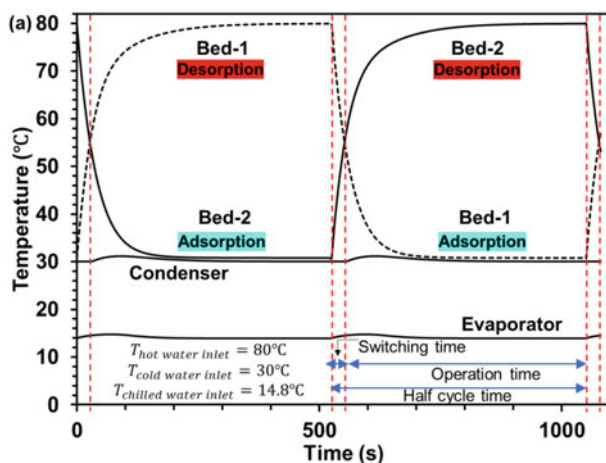 (a)
80
70
60
50
40
30
20
10
0
Temperature (℃)
Bed-1
Desorption
Bed-2
Desorption
Bed-2
Adsorption
Bed-1
Adsorption
Condenser
Evaporator
T_hot water inlet = 80℃
T_cold water inlet = 30℃
T_chilled water inlet = 14.8℃
Switching time
Operation time
Half cycle time
0 500 1000
Time (s)